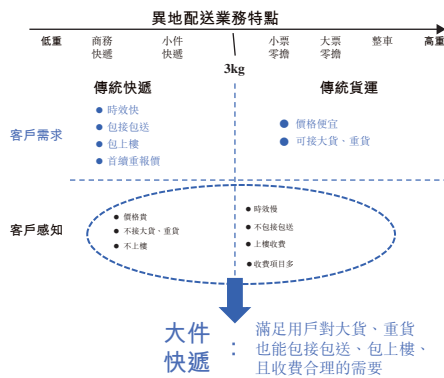 異地配送業務特點
低重 商務快遞 小件快遞 小票零擔 大票零擔 整車 高重
3kg
傳統快遞 傳統貨運
客戶需求
● 時效快
● 包接包送
● 包上樓
● 首續重報價
● 價格便宜
● 可接大貨、重貨
客戶感知
● 價格貴
● 不接大貨、重貨
● 不上樓
● 時效慢
● 不包接包送
● 上樓收費
● 收費項目多
大件快遞:
滿足用戶對大貨、重貨
也能包接包送、包上樓、
且收費合理的需要